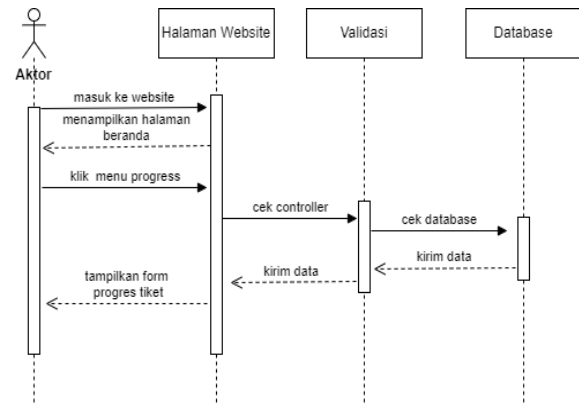 Halaman Website
Validasi
Database
Aktor
masuk ke website
menampilkan halaman
beranda
klik menu progress
cek controller
cek database
kirim data
kirim data
tampilkan form
progres tiket